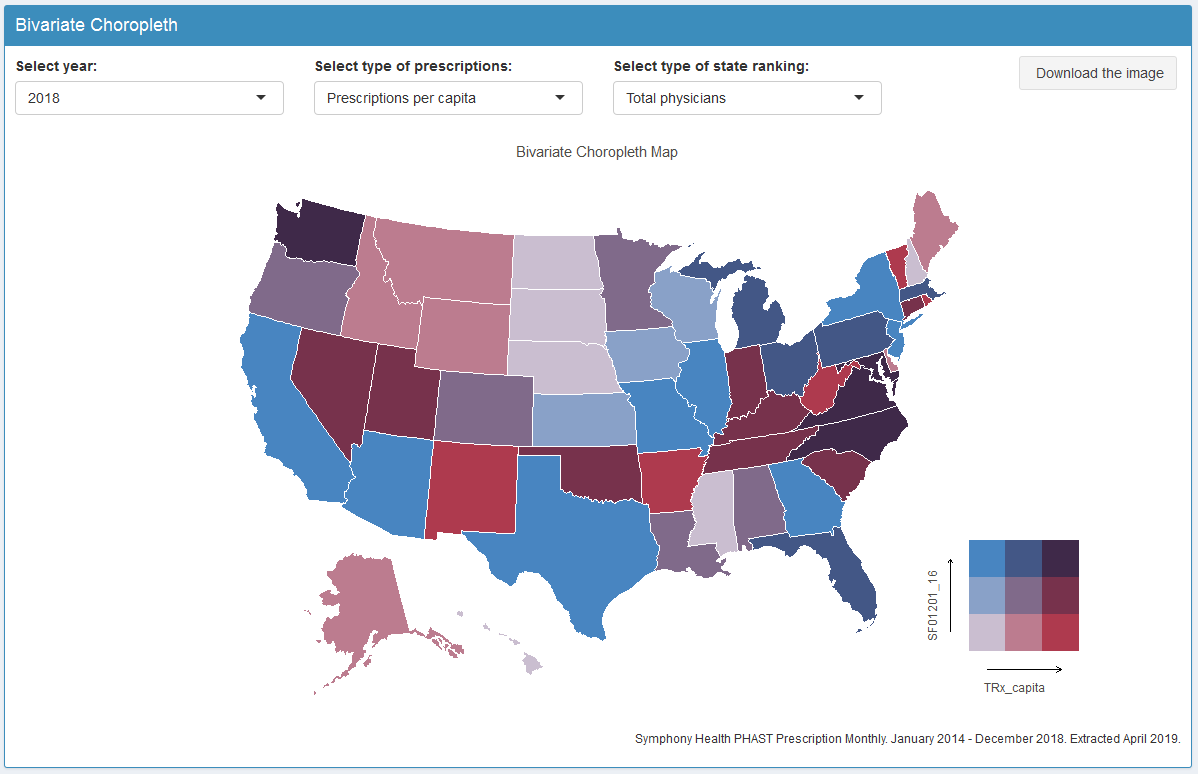 Bivariate Choropleth
Select year:
Select type of prescriptions:
Select type of state ranking:
Download the image
2018
Prescriptions per capita
Total physicians
Bivariate Choropleth Map
SF01201_16
TRx_capita
Symphony Health PHAST Prescription Monthly. January 2014 - December 2018. Extracted April 2019.